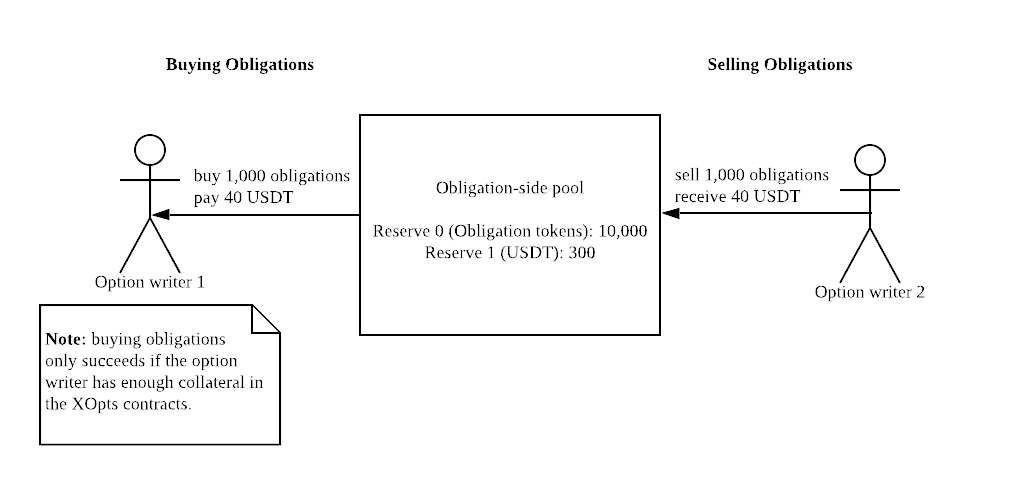 Buying Obligations
Selling Obligations
buy 1,000 obligations
pay 40 USDT
Option writer 1
Obligation-side pool
Reserve 0 (Obligation tokens): 10,000
Reserve 1 (USDT): 300
sell 1,000 obligations
receive 40 USDT
Option writer 2
Note: buying obligations
only succeeds if the option
writer has enough collateral in
the XOpts contracts.